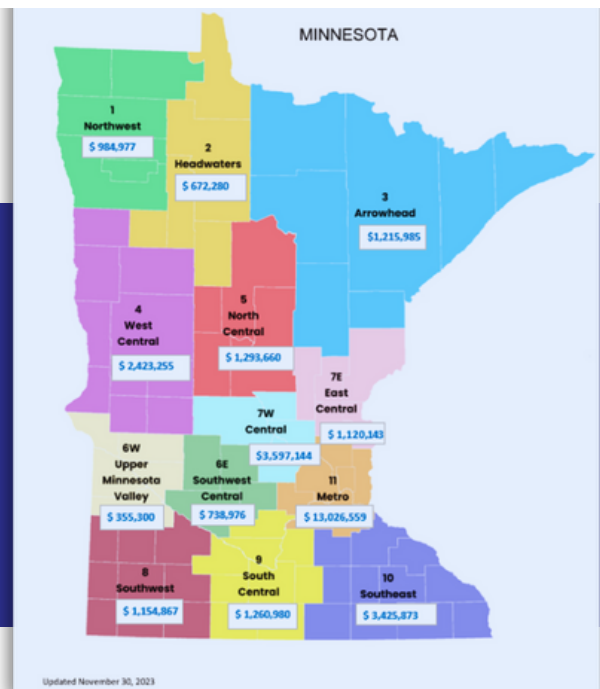 MINNESOTA
1
Northwest
$ 984,977
2
Headwaters
$ 672,280
3
Arrowhead
$1,215,985
4
West
Central
$ 2,423,255
5
North
Central
$ 1,293,660
7E
East
Central
$ 1,120,143
7W
Central
$3,597,144
6W
Upper
Minnesota
Valley
$ 355,300
6E
Southwest
Central
$ 738,976
11
Metro
$ 13,026,559
8
Southwest
$ 1,154,867
9
South
Central
$ 1,260,980
10
Southeast
$ 3,425,873
Updated November 30, 2023